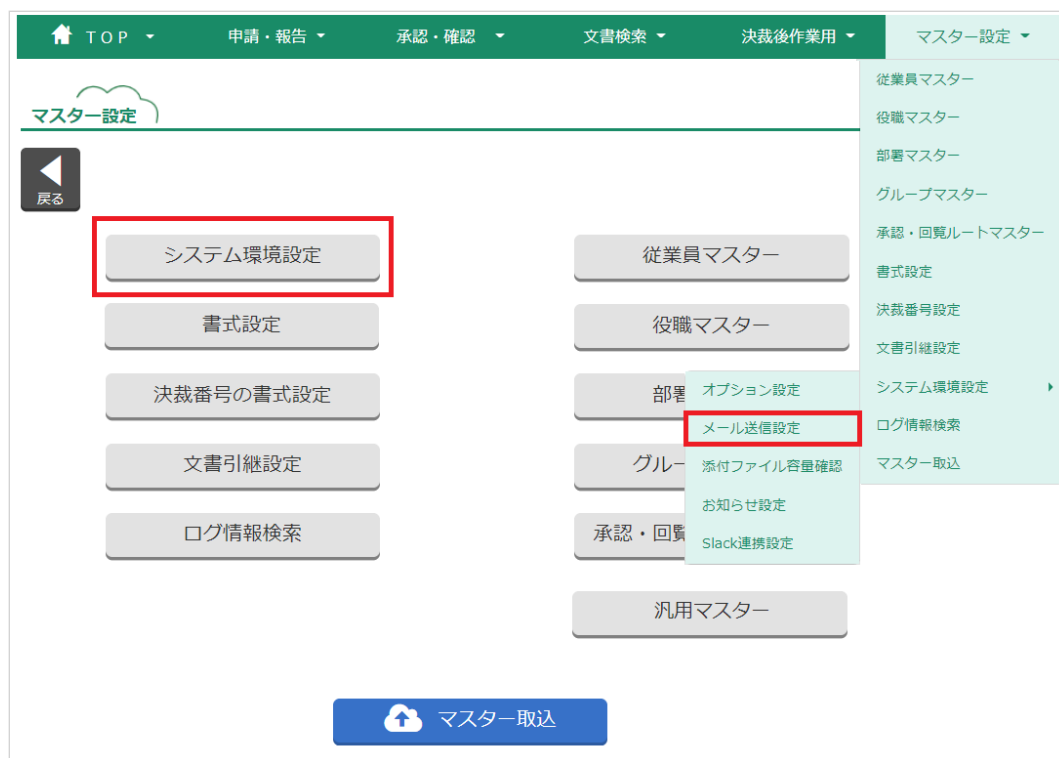 TOP 申請・報告 承認・確認 文書検索 決裁後作業用 マスター設定
マスター設定
戻る
システム環境設定
書式設定
決裁番号の書式設定
文書引継設定
ログ情報検索
従業員マスター
役職マスター
部署
グルー
承認・回覧
汎用マスター
マスター取込
従業員マスター
役職マスター
部署マスター
グループマスター
承認・回覧ルートマスター
書式設定
決裁番号設定
文書引継設定
システム環境設定
ログ情報検索
マスター取込
オプション設定
メール送信設定
添付ファイル容量確認
お知らせ設定
Slack連携設定